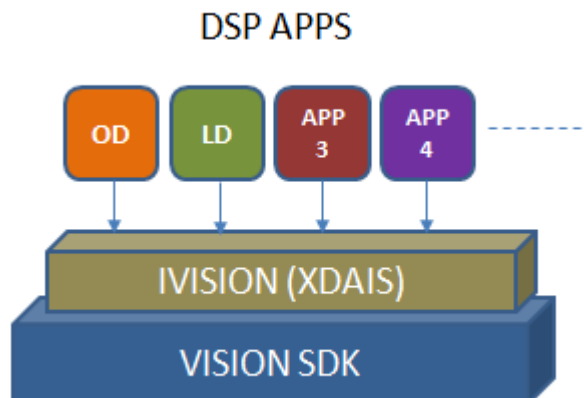 DSP APPS
OD
LD
APP
3
APP
4
IVISION (XDAIS)
VISION SDK